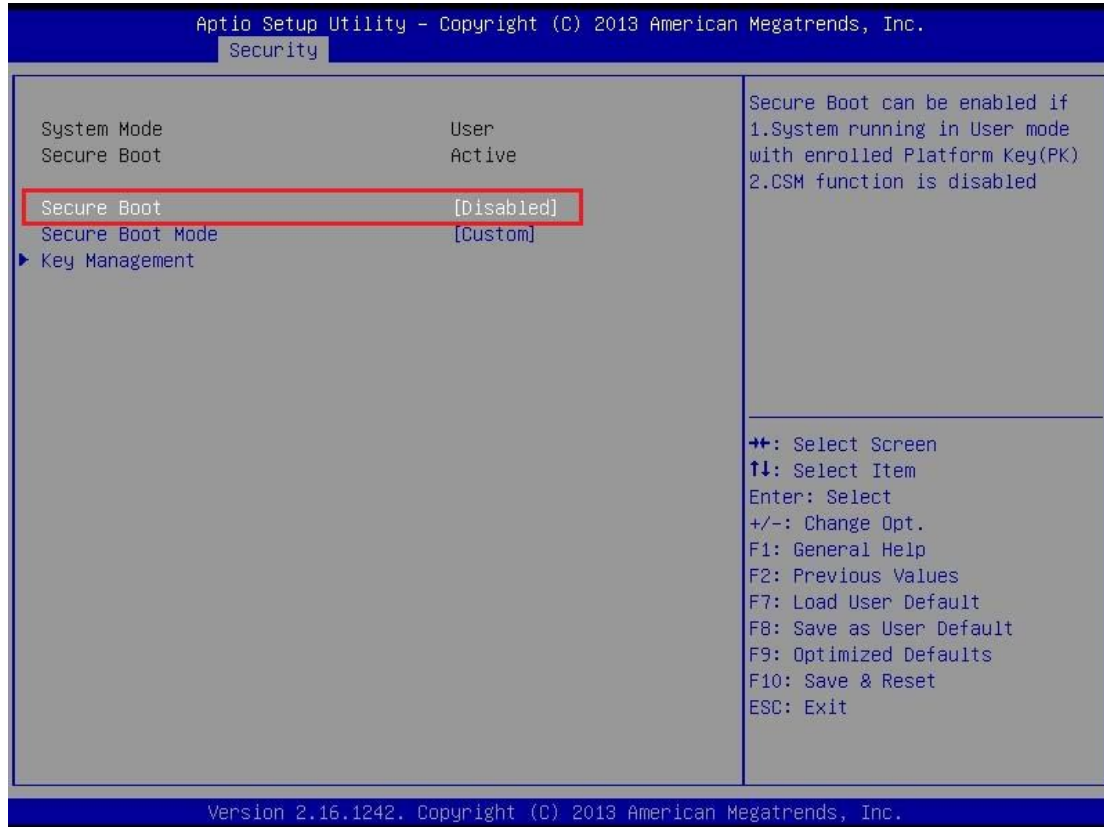 Aptio Setup Utility – Copyright (C) 2013 American Megatrends, Inc.
Security
System Mode User
Secure Boot Active
Secure Boot [Disabled]
Secure Boot Mode [Custom]
▶ Key Management
Secure Boot can be enabled if
1.System running in User mode
with enrolled Platform Key(PK)
2.CSM function is disabled
→←: Select Screen
↑↓: Select Item
Enter: Select
+/-: Change Opt.
F1: General Help
F2: Previous Values
F7: Load User Default
F8: Save as User Default
F9: Optimized Defaults
F10: Save & Reset
ESC: Exit
Version 2.16.1242. Copyright (C) 2013 American Megatrends, Inc.